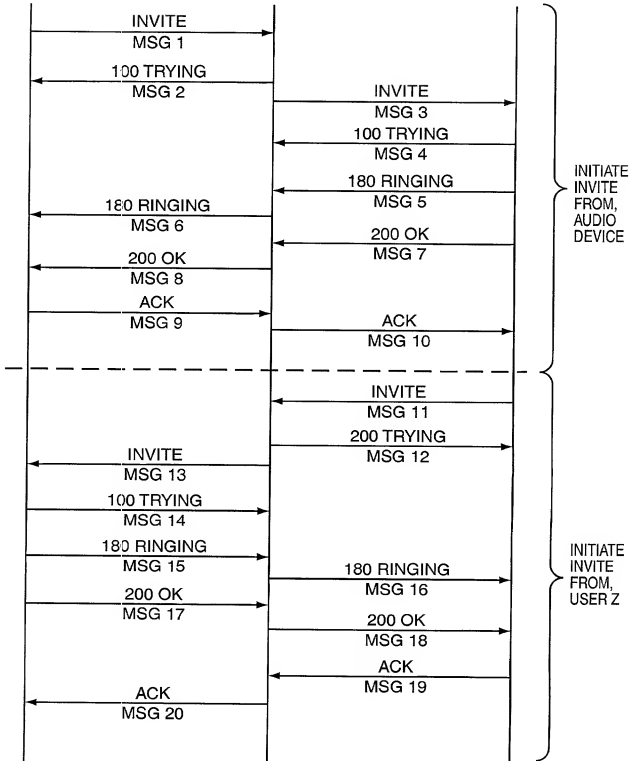 INVITE
MSG 1
100 TRYING
MSG 2
INVITE
MSG 3
100 TRYING
MSG 4
180 RINGING
MSG 5
180 RINGING
MSG 6
200 OK
MSG 7
200 OK
MSG 8
ACK
MSG 9
ACK
MSG 10
INITIATE
INVITE
FROM,
AUDIO
DEVICE
INVITE
MSG 11
200 TRYING
MSG 12
INVITE
MSG 13
100 TRYING
MSG 14
180 RINGING
MSG 15
180 RINGING
MSG 16
200 OK
MSG 17
200 OK
MSG 18
ACK
MSG 19
ACK
MSG 20
INITIATE
INVITE
FROM,
USER Z